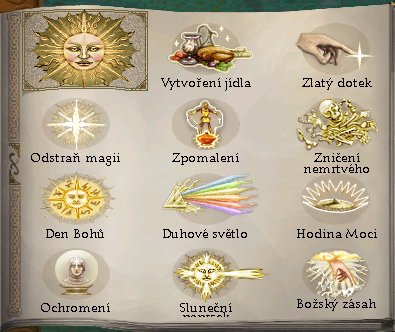 Vytvoření jídla
Zlatý dotek
Odstraň magii
Zpomalení
Zničení
nemrtvého
Den Bohů
Duhové světlo
Hodina Moci
Ochromení
Sluneční
paprsek
Božský zásah